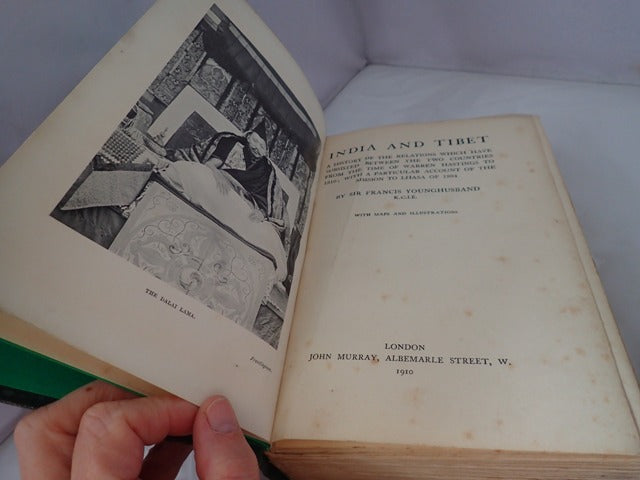 THE DALAI LAMA.
Frontispiece.
INDIA AND TIBET
A HISTORY OF THE RELATIONS WHICH HAVE
SUBSISTED BETWEEN THE TWO COUNTRIES
FROM THE TIME OF WARREN HASTINGS TO
1910; WITH A PARTICULAR ACCOUNT OF THE
MISSION TO LHASA OF 1904
BY SIR FRANCIS YOUNGHUSBAND
K.C.I.E.
WITH MAPS AND ILLUSTRATIONS
LONDON
JOHN MURRAY, ALBEMARLE STREET, W.
1910